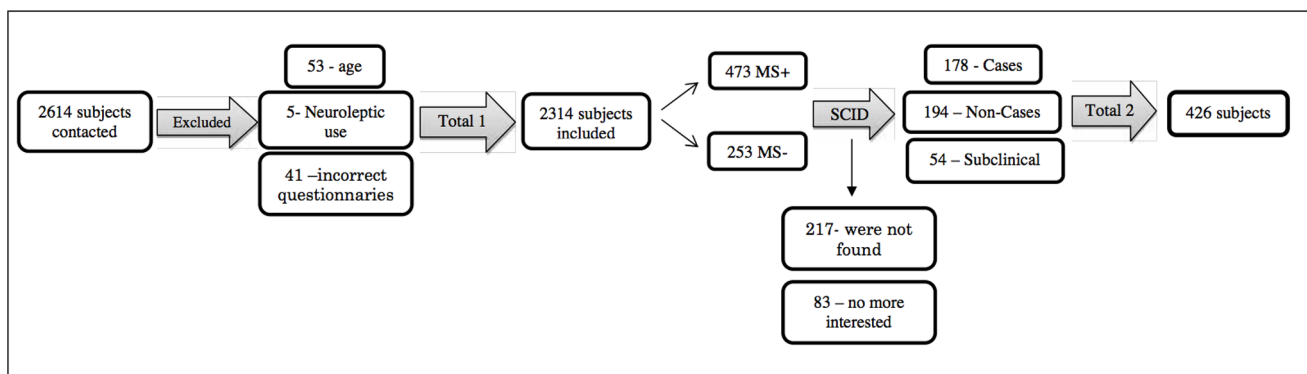 2614 subjects
contacted
Excluded
53 - age
5- Neuroleptic
use
41 –incorrect
questionnaries
Total 1
2314 subjects
included
473 MS+
253 MS-
SCID
217- were not
found
83 – no more
interested
178 - Cases
194 – Non-Cases
54 – Subclinical
Total 2
426 subjects